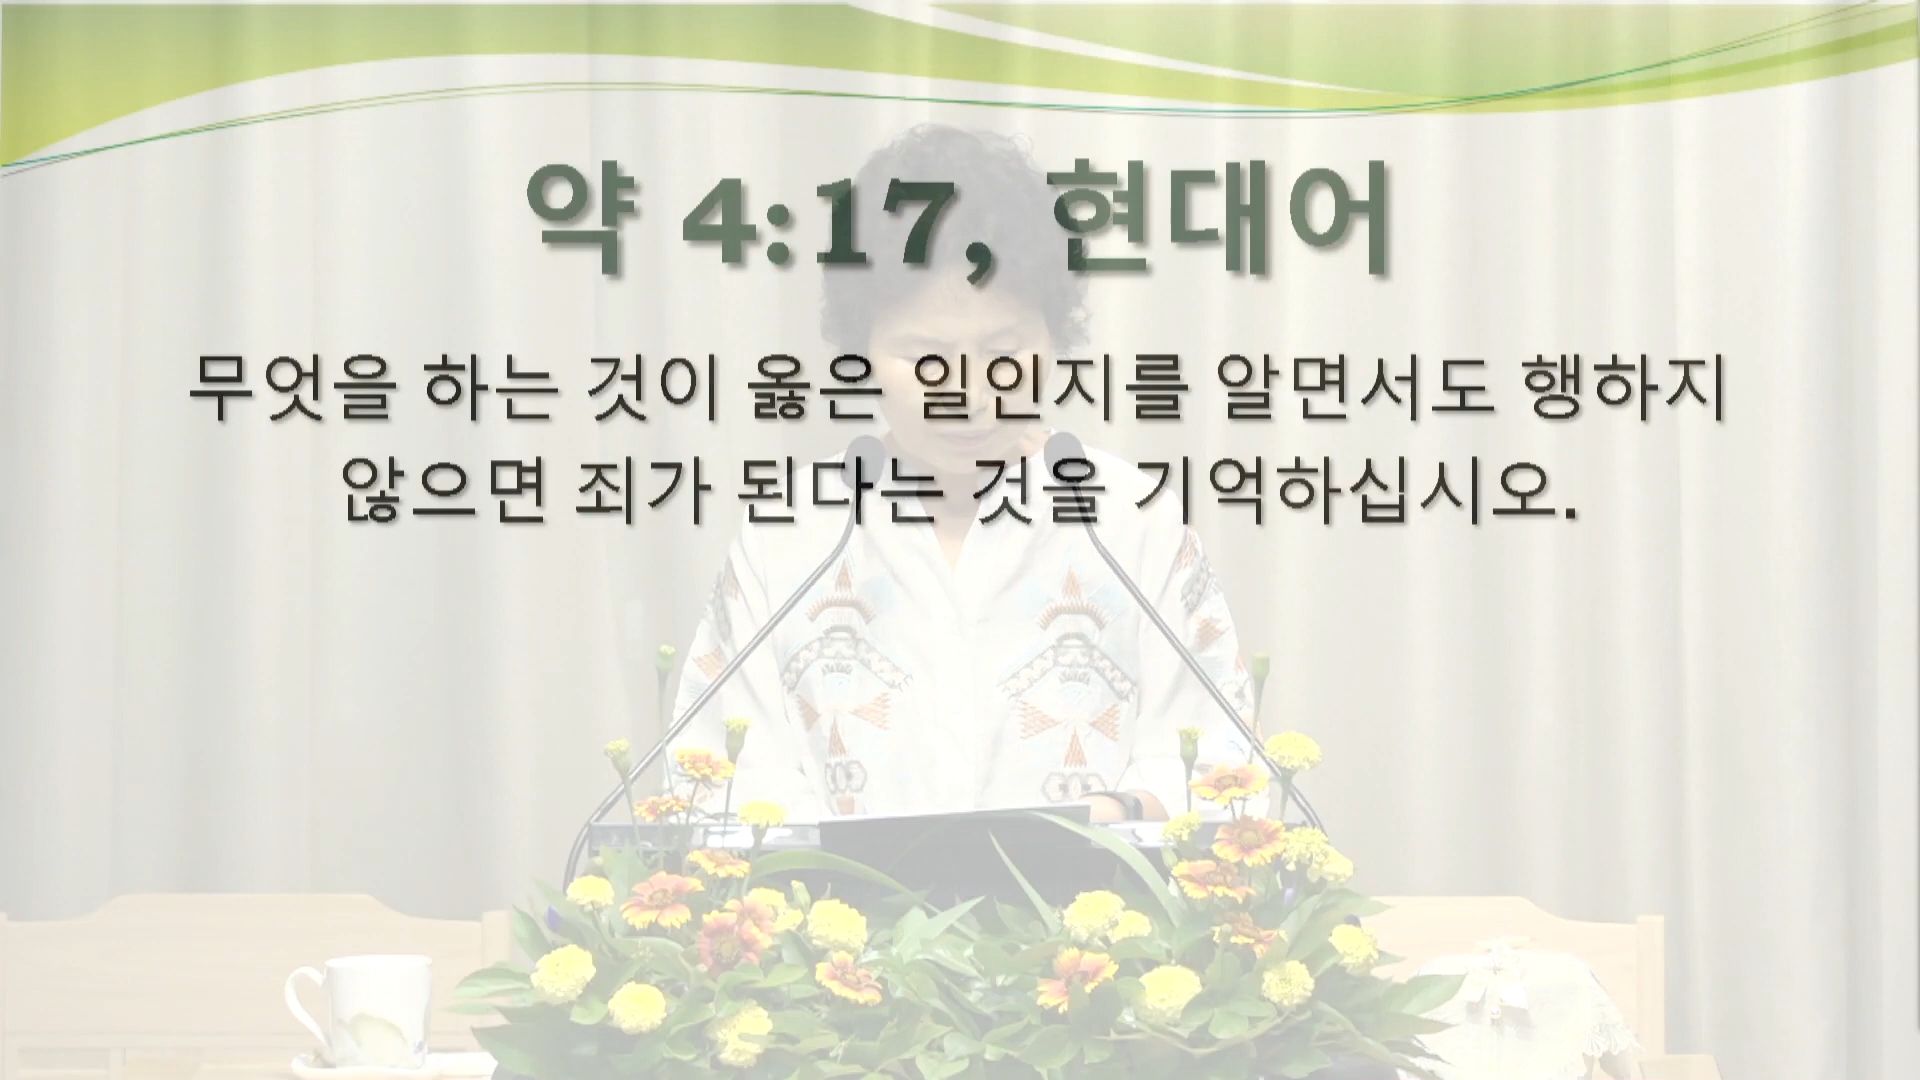 약 4:17, 현대어
무엇을 하는 것이 옳은 일인지를 알면서도 행하지
않으면 죄가 된다는 것을 기억하십시오.